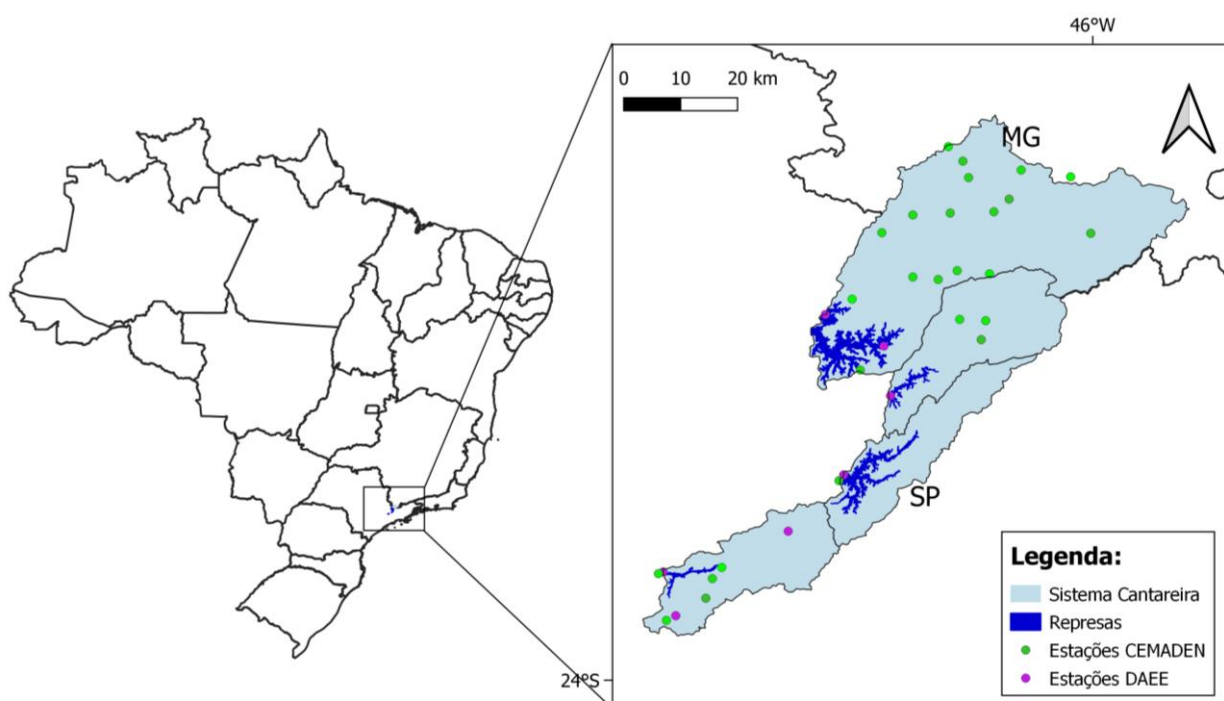 46°W
0 10 20 km
MG
SP
Legenda:
Sistema Cantareira
Represas
Estações CEMADEN
Estações DAEE
24°S